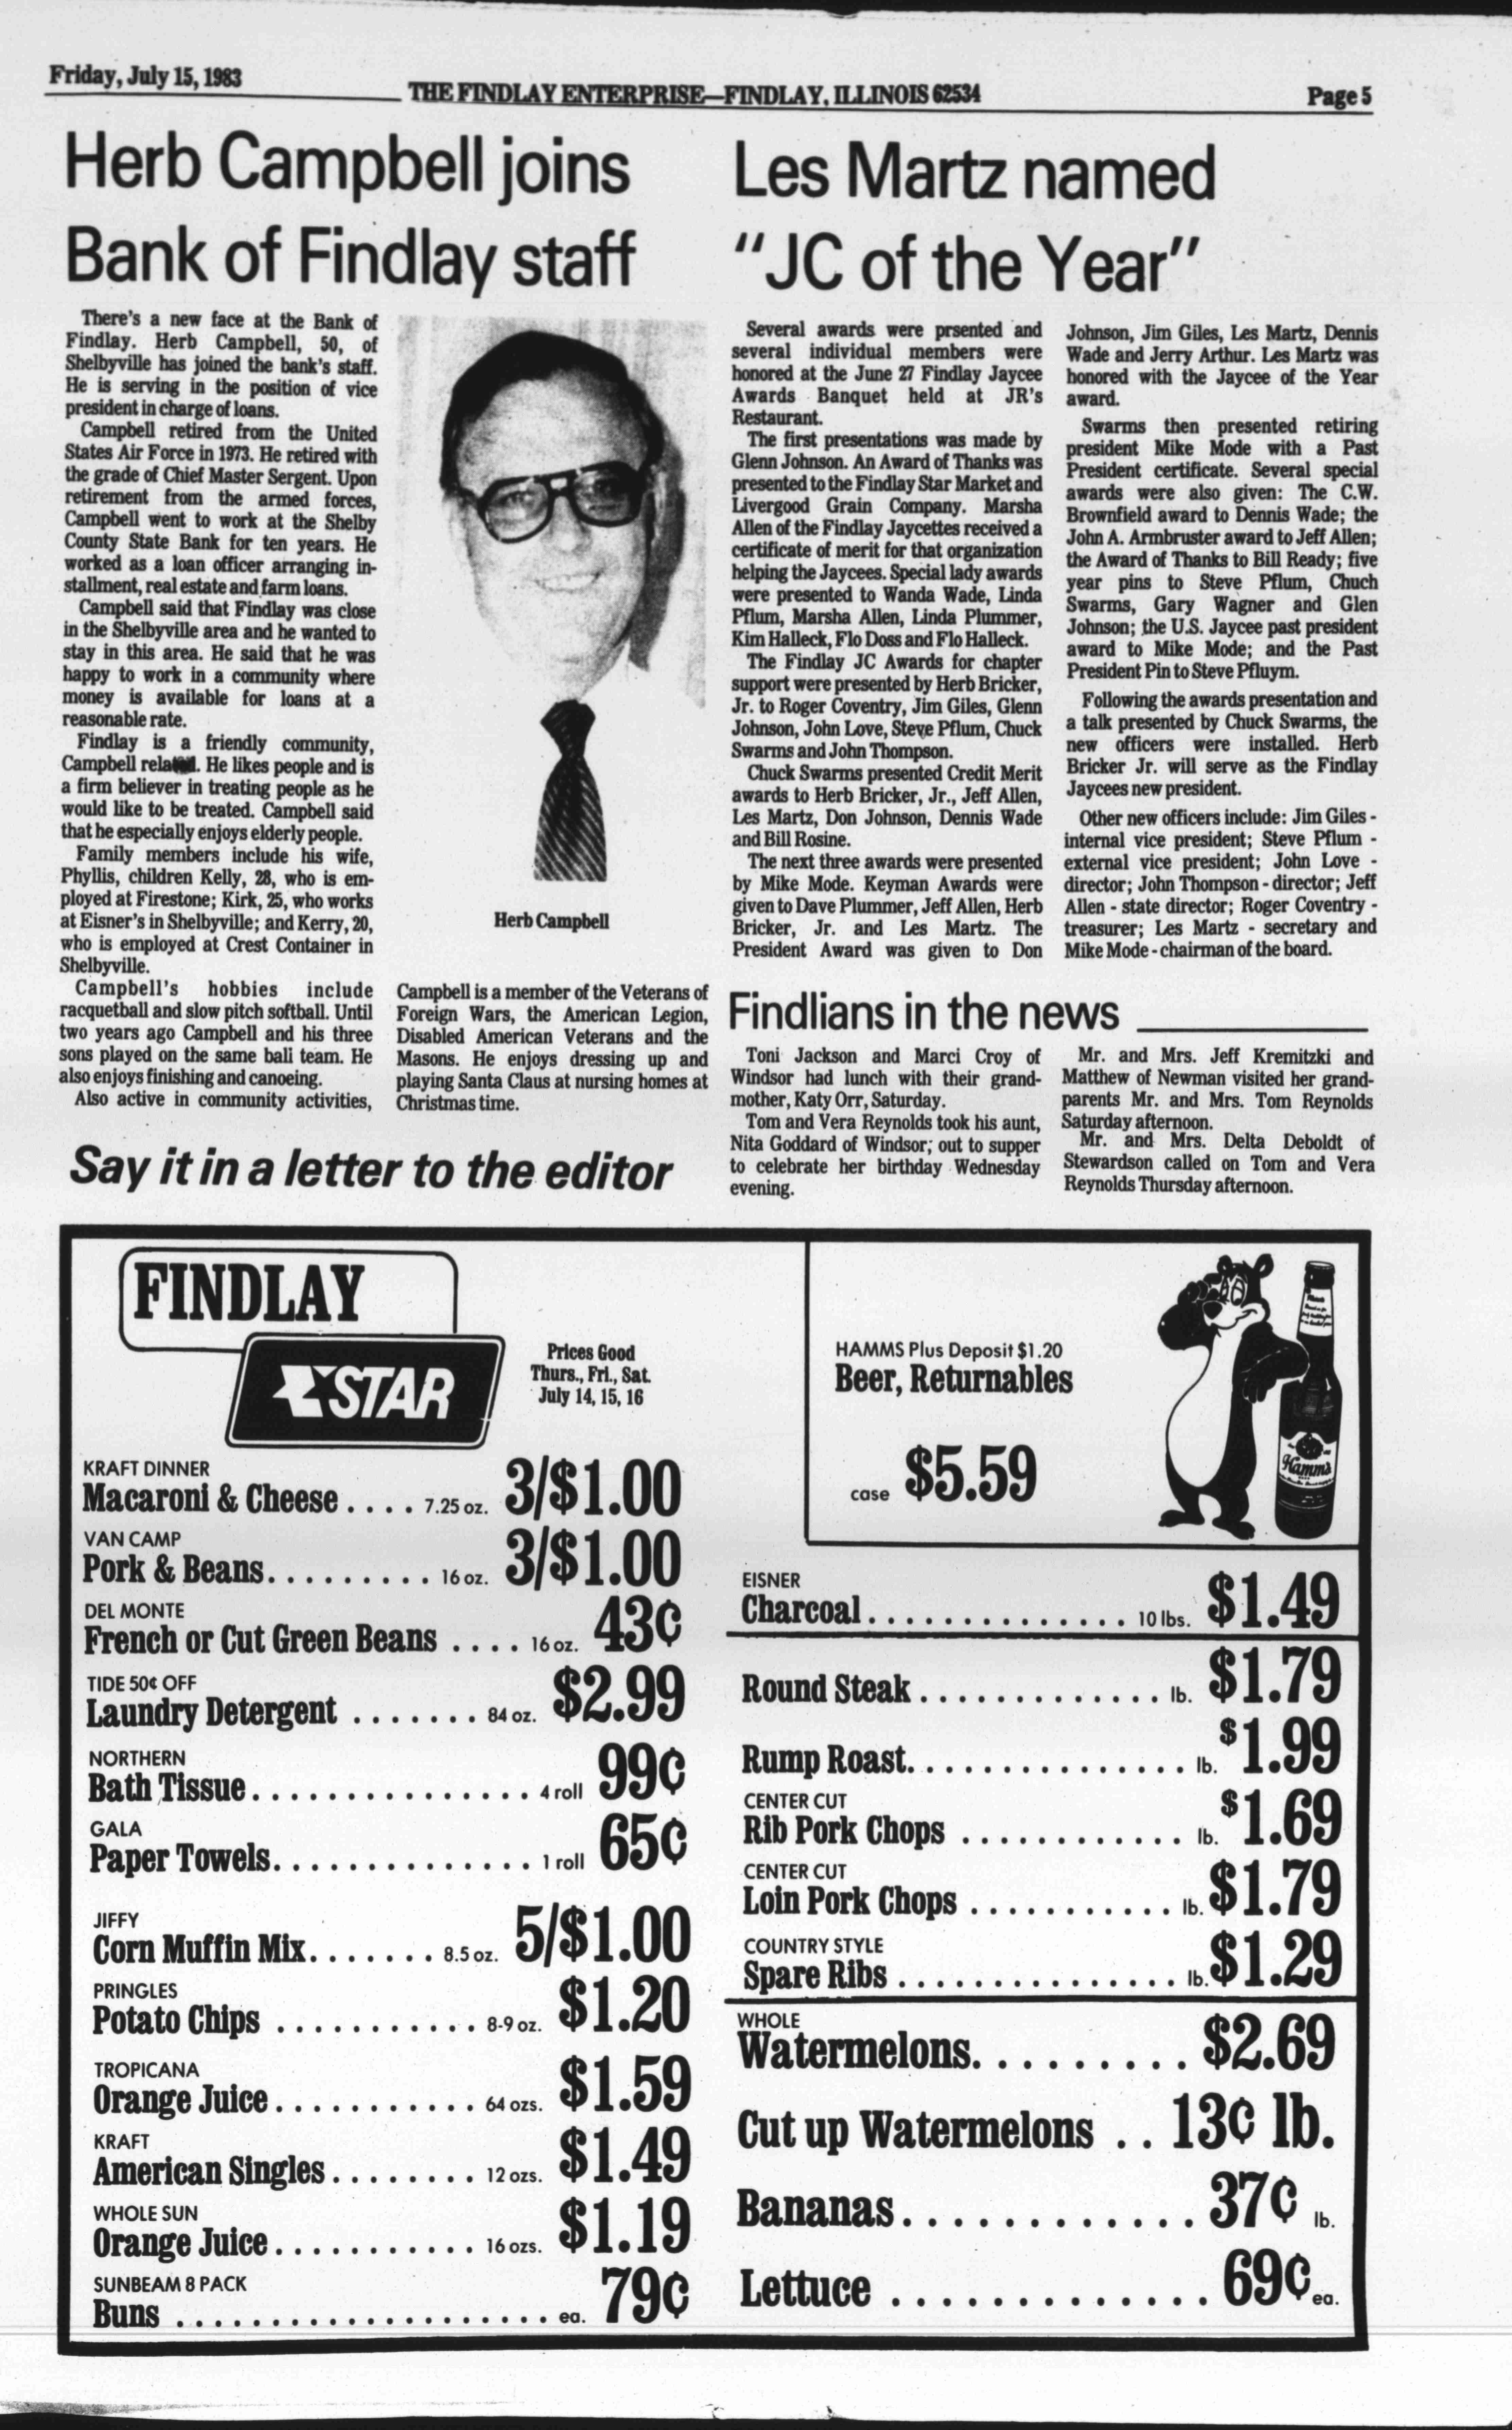 Friday, July 15, 1983
THE FINDLAY ENTERPRISE—FINDLAY, ILLINOIS 62534
Page 5
Herb Campbell joins
Bank of Findlay staff
There's a new face at the Bank of
Findlay. Herb Campbell, 50, of
Shelbyville has joined the bank's staff.
He is serving in the position of vice
president in charge of loans.
Campbell retired from the United
States Air Force in 1973. He retired with
the grade of Chief Master Sergent. Upon
retirement from the armed forces,
Campbell went to work at the Shelby
County State Bank for ten years. He
worked as a loan officer arranging in-
stallment, real estate and farm loans.
Campbell said that Findlay was close
in the Shelbyville area and he wanted to
stay in this area. He said that he was
happy to work in a community where
money is available for loans at a
reasonable rate.
Findlay is a friendly community,
Campbell. He likes people and is
a firm believer in treating people as he
would like to be treated. Campbell said
that he especially enjoys elderly people.
Family members include his wife,
Phyllis, children Kelly, 28, who is em-
ployed at Firestone; Kirk, 25, who works
at Eisner's in Shelbyville; and Kerry, 20,
who is employed at Crest Container in
Shelbyville.
Campbell's hobbies include
racquetball and slow pitch softball. Until
two years ago Campbell and his three
sons played on the same ball team. He
also enjoys finishing and canoeing.
Also active in community activities,
Herb Campbell
Campbell is a member of the Veterans of
Foreign Wars, the American Legion,
Disabled American Veterans and the
Masons. He enjoys dressing up and
playing Santa Claus at nursing homes at
Christmas time.
Say it in a letter to the editor
Les Martz named
"JC of the Year"
Several awards were prsented and
several individual members were
honored at the June 27 Findlay Jaycee
Awards Banquet held at JR's
Restaurant.
The first presentations was made by
Glenn Johnson. An Award of Thanks was
presented to the Findlay Star Market and
Livergood Grain Company. Marsha
Allen of the Findlay Jaycettes received a
certificate of merit for that organization
helping the Jaycees. Special lady awards
were presented to Wanda Wade, Linda
Pflum, Marsha Allen, Linda Plummer,
Kim Halleck, Flo Doss and Flo Halleck.
The Findlay JC Awards for chapter
support were presented by Herb Bricker,
Jr. to Roger Coventry, Jim Giles, Glenn
Johnson, John Love, Steve Pflum, Chuck
Swarms and John Thompson.
Chuck Swarms presented Credit Merit
awards to Herb Bricker, Jr., Jeff Allen,
Les Martz, Don Johnson, Dennis Wade
and Bill Rosine.
The next three awards were presented
by Mike Mode. Keyman Awards were
given to Dave Plummer, Jeff Allen, Herb
Bricker, Jr. and Les Martz. The
President Award was given to Don
Johnson, Jim Giles, Les Martz, Dennis
Wade and Jerry Arthur. Les Martz was
honored with the Jaycee of the Year
award.
Swarms then presented retiring
president Mike Mode with a Past
President certificate. Several special
awards were also given: The C.W.
Brownfield award to Dennis Wade; the
John A. Armbruster award to Jeff Allen;
the Award of Thanks to Bill Ready; five
year pins to Steve Pflum, Chuch
Swarms, Gary Wagner and Glen
Johnson; the U.S. Jaycee past president
award to Mike Mode; and the Past
President Pin to Steve Pfluym.
Following the awards presentation and
a talk presented by Chuck Swarms, the
new officers were installed. Herb
Bricker Jr. will serve as the Findlay
Jaycees new president.
Other new officers include: Jim Giles -
internal vice president; Steve Pflum -
external vice president; John Love -
director; John Thompson - director; Jeff
Allen - state director; Roger Coventry -
treasurer; Les Martz - secretary and
Mike Mode - chairman of the board.
Findlians in the news
Toni Jackson and Marci Croy of
Windsor had lunch with their grand-
mother, Katy Orr, Saturday.
Tom and Vera Reynolds took his aunt,
Nita Goddard of Windsor, out to supper
to celebrate her birthday Wednesday
evening.
Mr. and Mrs. Jeff Kremitzki and
Matthew of Newman visited her grand-
parents Mr. and Mrs. Tom Reynolds
Saturday afternoon.
Mr. and Mrs. Delta Deboldt of
Stewardson called on Tom and Vera
Reynolds Thursday afternoon.
FINDLAY
STAR
Prices Good
Thurs., Fri., Sat.
July 14, 15, 16
KRAFT DINNER
Macaroni & Cheese .... 7.25 oz. 3/$1.00
VAN CAMP
Pork & Beans......... 16 oz. 3/$1.00
DEL MONTE
French or Cut Green Beans .... 16 oz. 43¢
TIDE 50¢ OFF
Laundry Detergent ....... 84 oz. $2.99
NORTHERN
Bath Tissue............... 4 roll 99¢
GALA
Paper Towels.............. 1 roll 65¢
JIFFY
Corn Muffin Mix....... 8.5 oz. 5/$1.00
PRINGLES
Potato Chips ........... 8-9 oz. $1.20
TROPICANA
Orange Juice........... 64 ozs. $1.59
KRAFT
American Singles........ 12 ozs. $1.49
WHOLE SUN
Orange Juice........... 16 ozs. $1.19
SUNBEAM 8 PACK
Buns .................... ea. 79¢
HAMMS Plus Deposit $1.20
Beer, Returnables
case $5.59
Hamms
EISNER
Charcoal.............. 10 lbs. $1.49
Round Steak............. lb. $1.79
Rump Roast............... lb. $1.99
CENTER CUT
Rib Pork Chops ............ lb. $1.69
CENTER CUT
Loin Pork Chops ........... lb. $1.79
COUNTRY STYLE
Spare Ribs ............... lb. $1.29
WHOLE
Watermelons......... $2.69
Cut up Watermelons .. 13¢ lb.
Bananas............ 37¢ lb.
Lettuce ............. 69¢ ea.